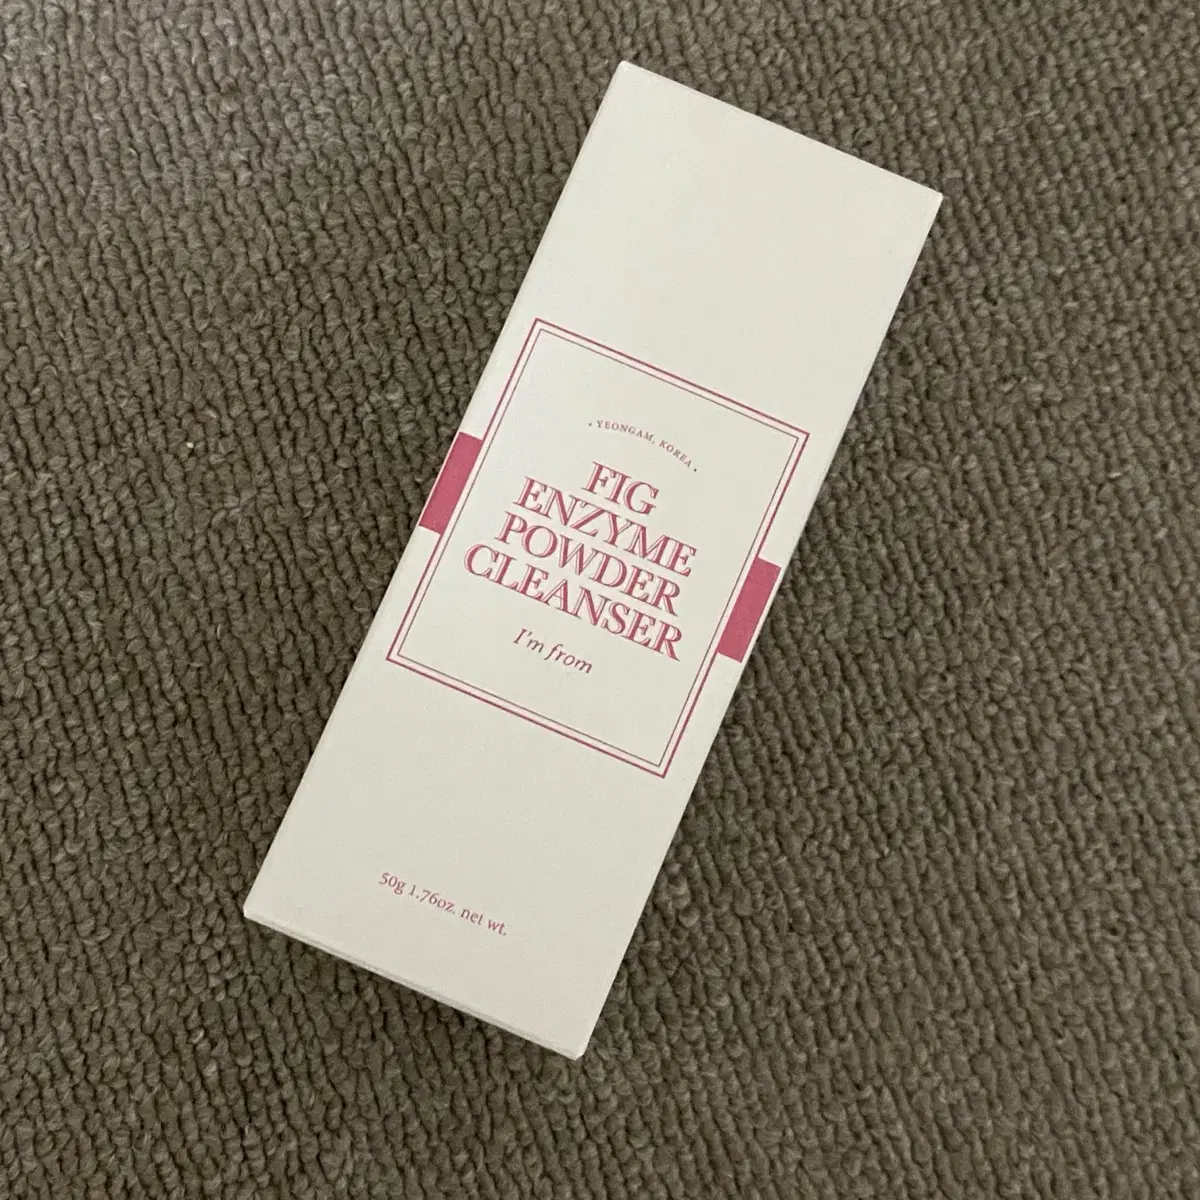 • YEONGAM, KOREA •
FIG
ENZYME
POWDER
CLEANSER
I'm from
50g 1.76oz. net wt.